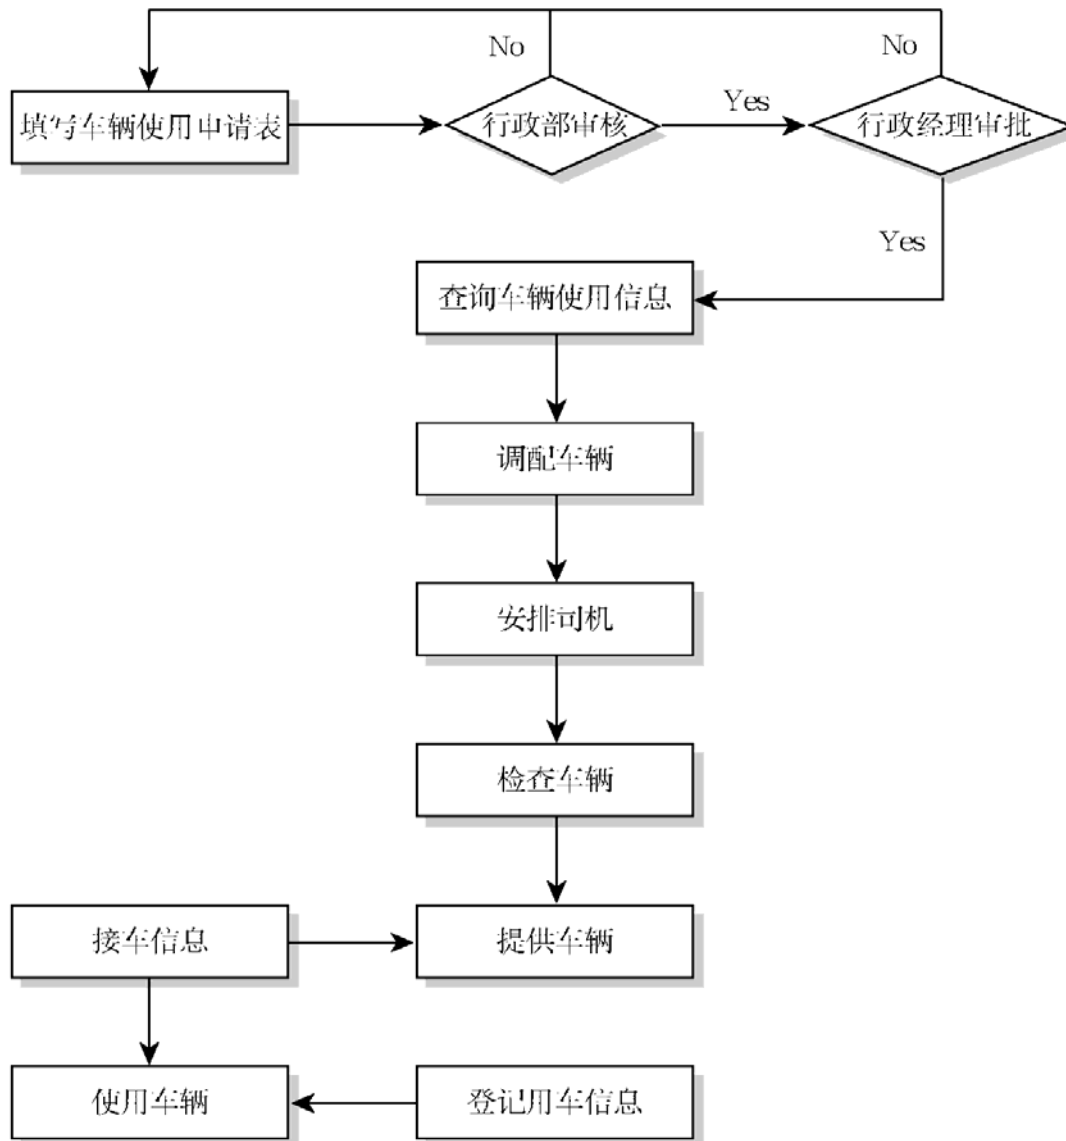 No
No
填写车辆使用申请表
行政部审核
Yes
行政经理审批
Yes
查询车辆使用信息
调配车辆
安排司机
检查车辆
接车信息
提供车辆
使用车辆
登记用车信息